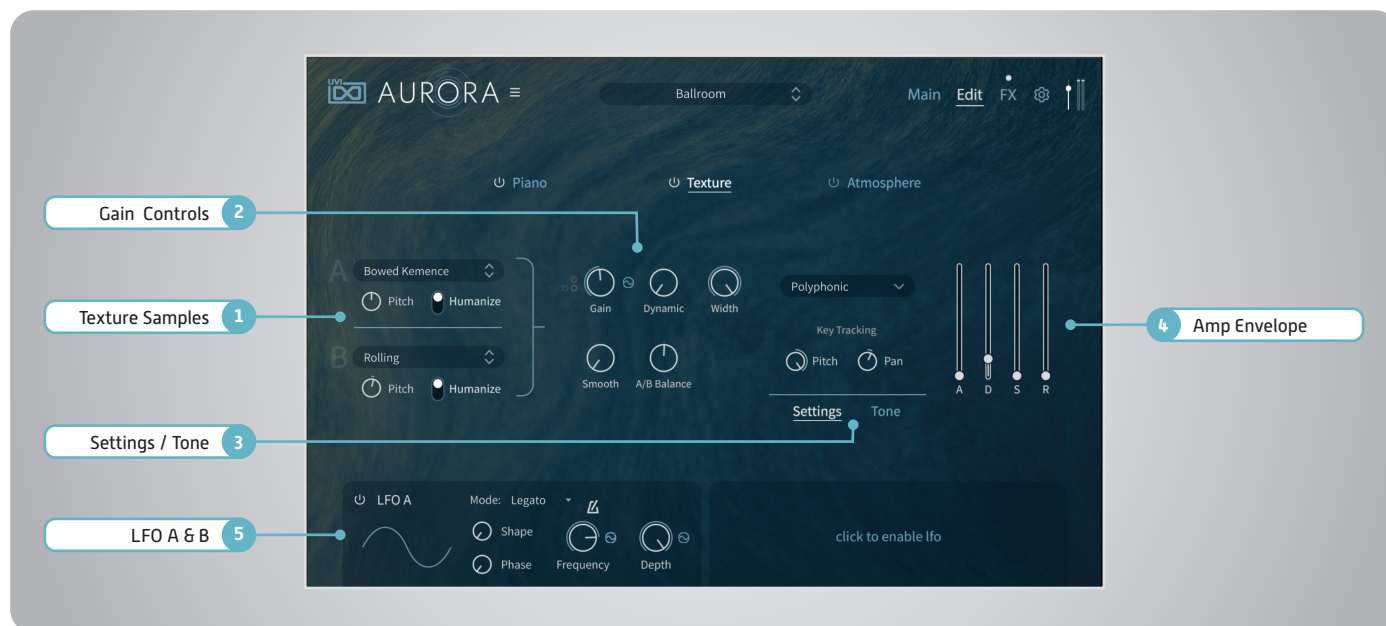 UVI AURORA
Ballroom
Main Edit FX
Piano
Texture
Atmosphere
Gain Controls 2
Texture Samples 1
Settings / Tone 3
LFO A & B 5
4 Amp Envelope
A Bowed Kemence
Pitch Humanize
B Rolling
Pitch Humanize
Gain Dynamic Width
Smooth A/B Balance
Polyphonic
Key Tracking
Pitch Pan
Settings Tone
A D S R
LFO A
Mode: Legato
Shape
Phase Frequency Depth
click to enable lfo